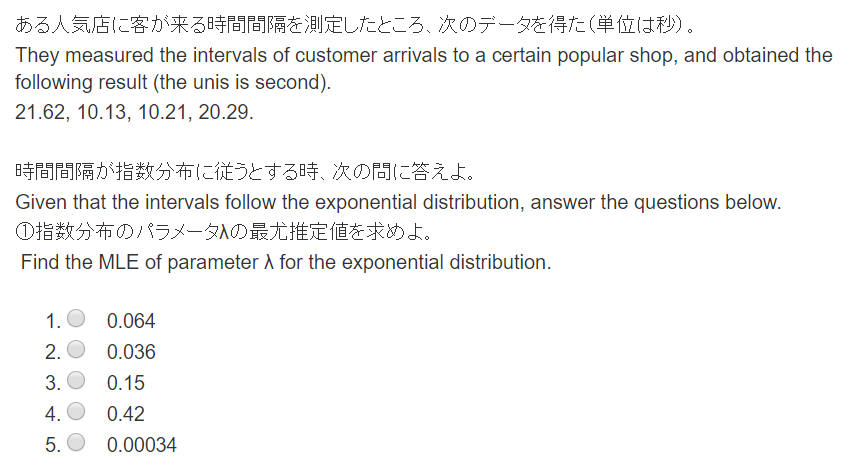 ある人気店に客が来る時間間隔を測定したところ、次のデータを得た(単位は秒)。
They measured the intervals of customer arrivals to a certain popular shop, and obtained the
following result (the unis is second).
21.62, 10.13, 10.21, 20.29.
時間間隔が指数分布に従うとする時、次の問に答えよ。
Given that the intervals follow the exponential distribution, answer the questions below.
①指数分布のパラメータλの最尤推定値を求めよ。
Find the MLE of parameter λ for the exponential distribution.
1. 0.064
2. 0.036
3. 0.15
4. 0.42
5. 0.00034